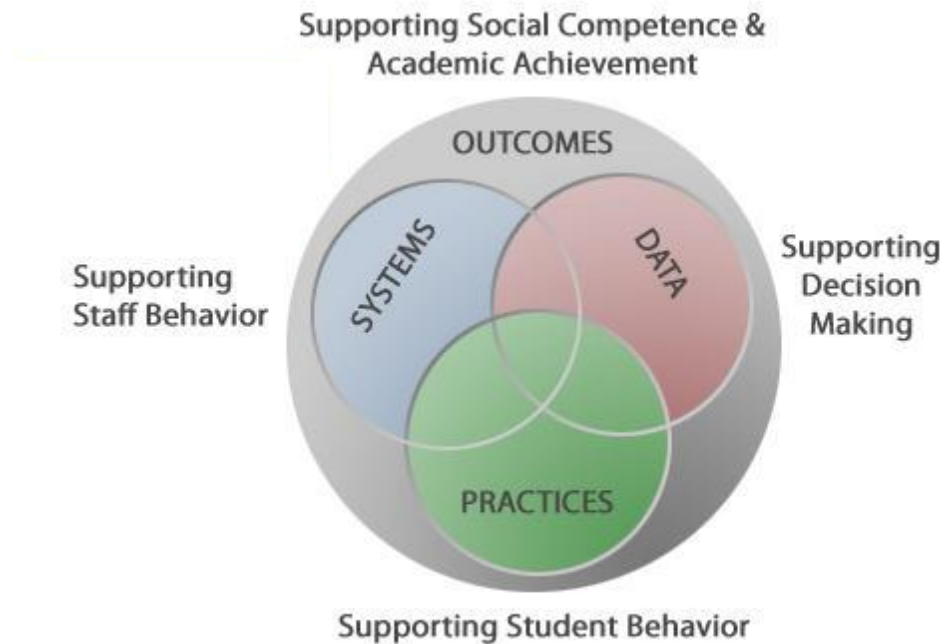 Supporting Social Competence &
Academic Achievement
OUTCOMES
SYSTEMS
DATA
Supporting
Staff Behavior
Supporting
Decision
Making
PRACTICES
Supporting Student Behavior